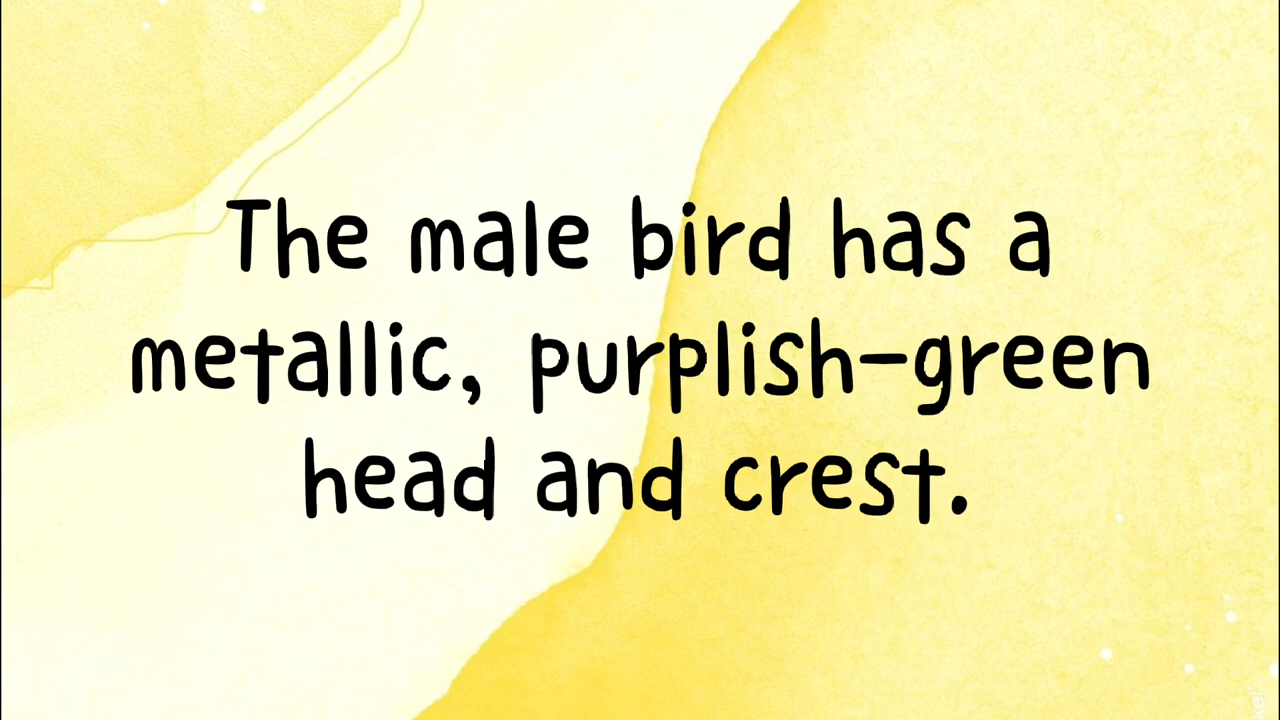 The male bird has a
metallic, purplish-green
head and crest.